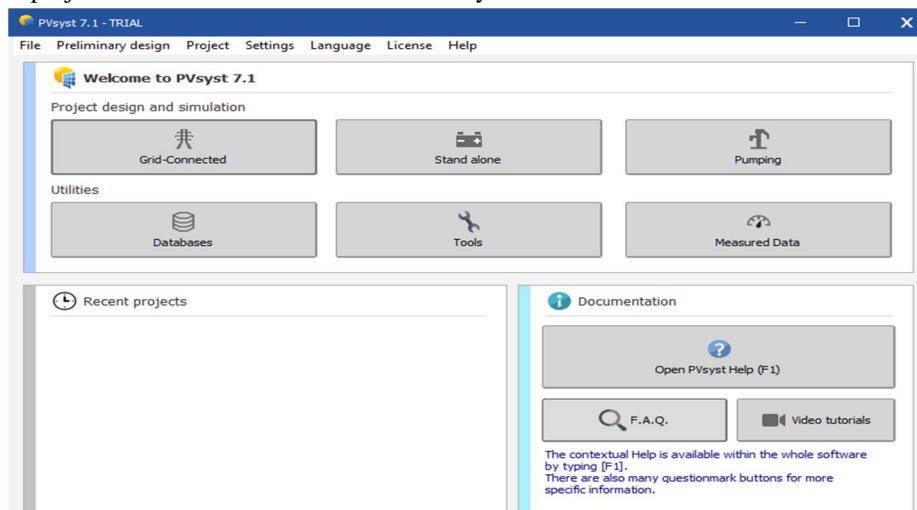 PVsyst 7.1 - TRIAL
File Preliminary design Project Settings Language License Help
Welcome to PVsyst 7.1
Project design and simulation
Grid-Connected
Stand alone
Pumping
Utilities
Databases
Tools
Measured Data
Recent projects
Documentation
Open PVsyst Help (F1)
F.A.Q.
Video tutorials
The contextual Help is available within the whole software
by typing [F1].
There are also many questionmark buttons for more
specific information.